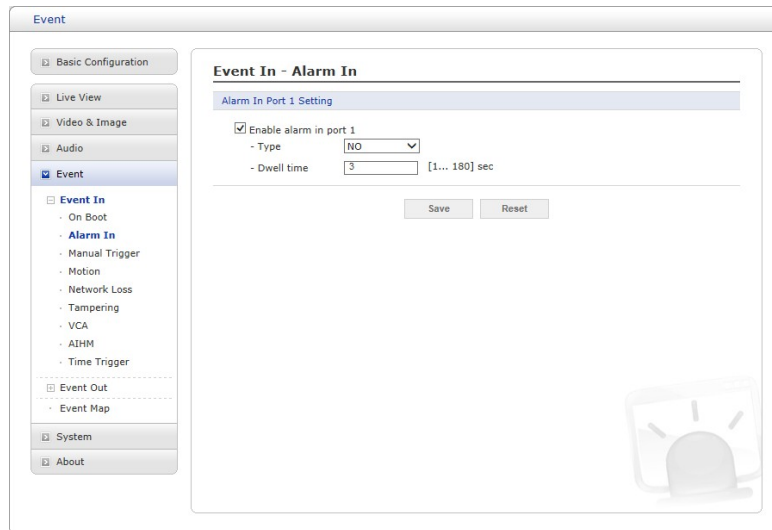 Event
Basic Configuration
Live View
Video & Image
Audio
Event
Event In
On Boot
Alarm In
Manual Trigger
Motion
Network Loss
Tampering
VCA
AIHM
Time Trigger
Event Out
Event Map
System
About
Event In - Alarm In
Alarm In Port 1 Setting
Enable alarm in port 1
- Type NO
- Dwell time 3 [1... 180] sec
Save Reset